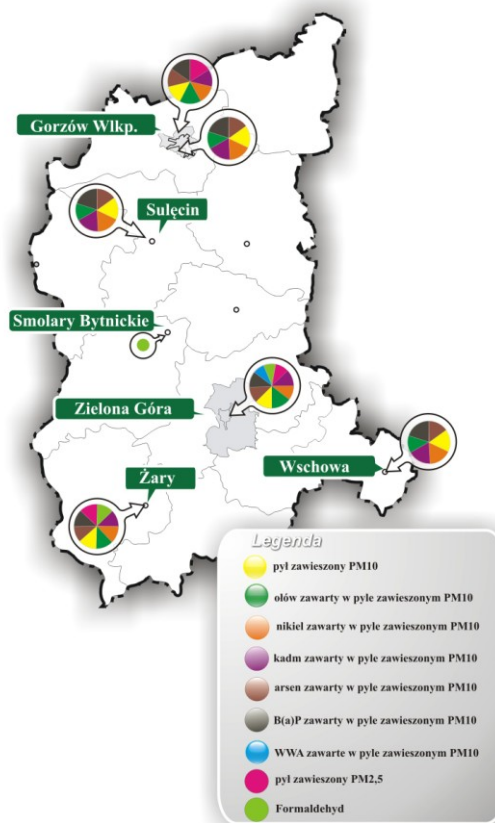 Gorzów Wlkp.
Sulęcin
Smolary Bytnickie
Zielona Góra
Wschowa
Żary
Legenda
pył zawieszony PM10
ołów zawarty w pyle zawieszonym PM10
nikiel zawarty w pyle zawieszonym PM10
kadm zawarty w pyle zawieszonym PM10
arsen zawarty w pyle zawieszonym PM10
B(a)P zawarty w pyle zawieszonym PM10
WWA zawarte w pyle zawieszonym PM10
pył zawieszony PM2,5
Formaldehyd